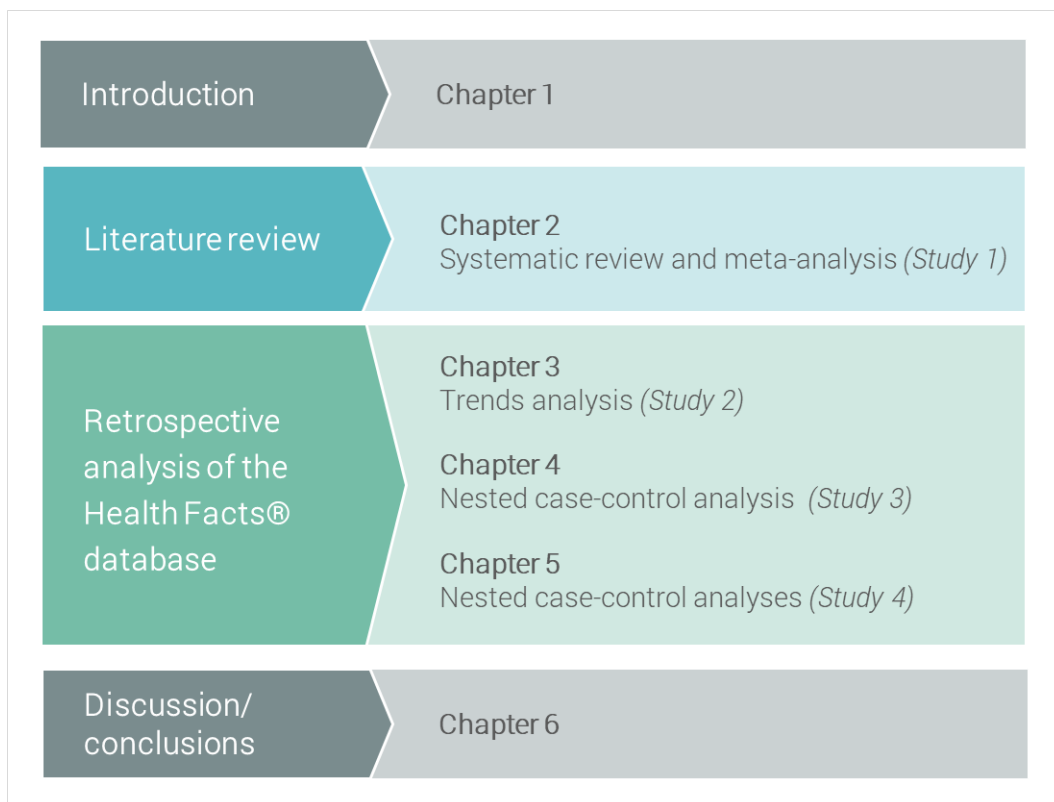 Introduction
Chapter 1
Literature review
Chapter 2
Systematic review and meta-analysis (Study 1)
Retrospective
analysis of the
Health Facts®
database
Chapter 3
Trends analysis (Study 2)
Chapter 4
Nested case-control analysis (Study 3)
Chapter 5
Nested case-control analyses (Study 4)
Discussion/
conclusions
Chapter 6